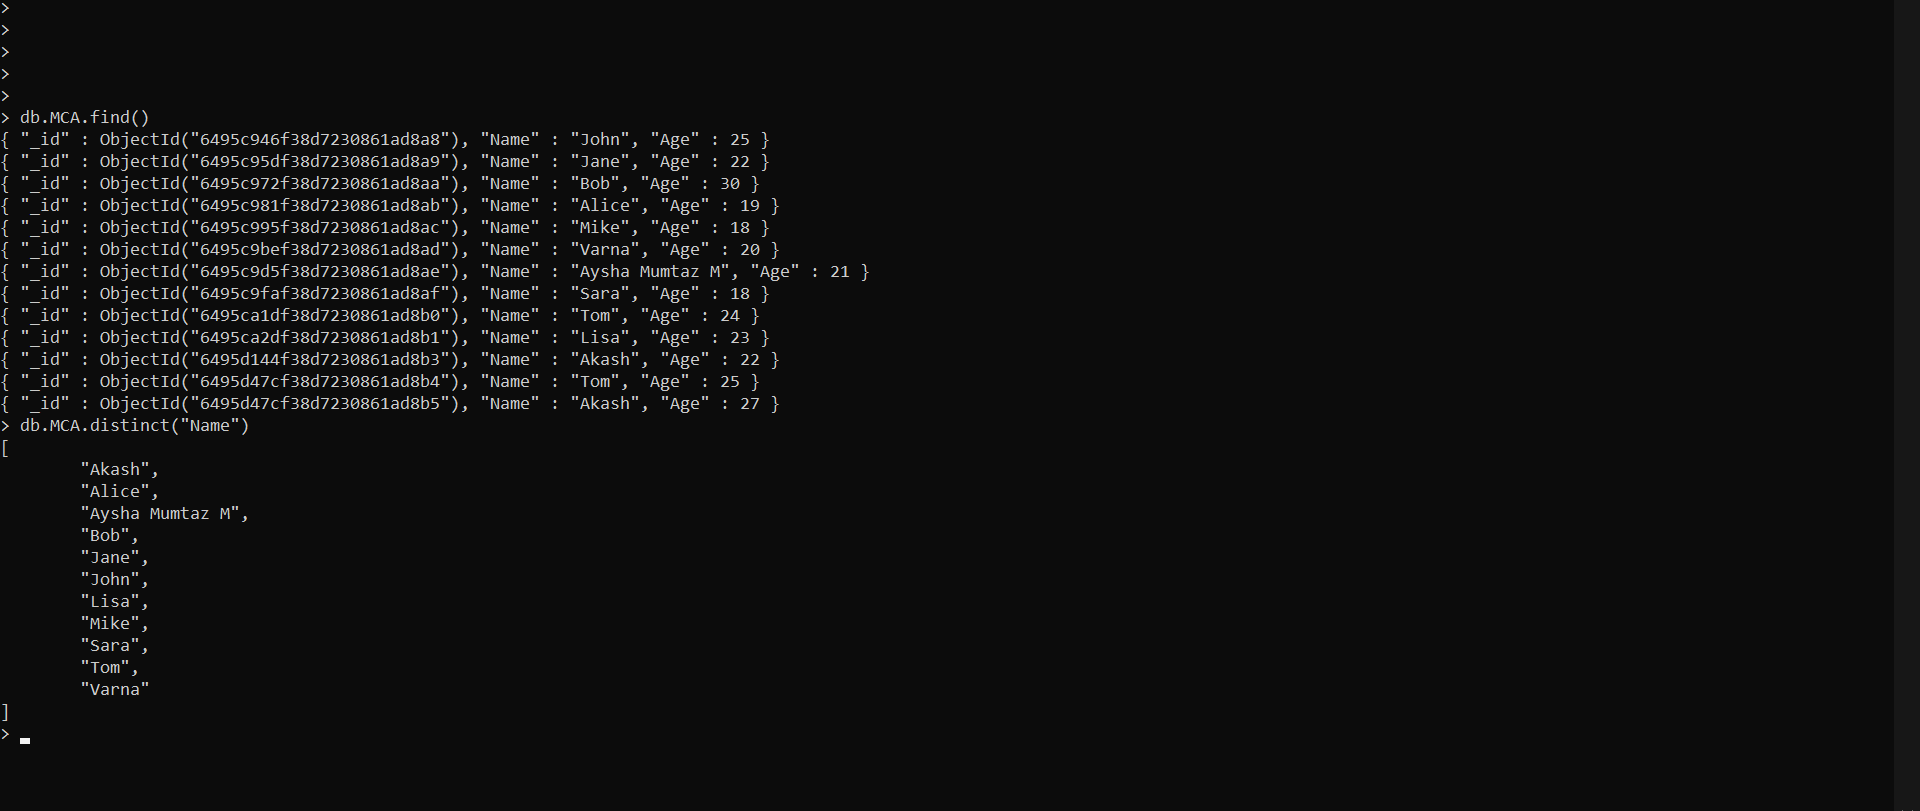 >
>
>
>
>
> db.MCA.find()
{ "_id" : ObjectId("6495c946f38d7230861ad8a8"), "Name" : "John", "Age" : 25 }
{ "_id" : ObjectId("6495c95df38d7230861ad8a9"), "Name" : "Jane", "Age" : 22 }
{ "_id" : ObjectId("6495c972f38d7230861ad8aa"), "Name" : "Bob", "Age" : 30 }
{ "_id" : ObjectId("6495c981f38d7230861ad8ab"), "Name" : "Alice", "Age" : 19 }
{ "_id" : ObjectId("6495c995f38d7230861ad8ac"), "Name" : "Mike", "Age" : 18 }
{ "_id" : ObjectId("6495c9bef38d7230861ad8ad"), "Name" : "Varna", "Age" : 20 }
{ "_id" : ObjectId("6495c9d5f38d7230861ad8ae"), "Name" : "Aysha Mumtaz M", "Age" : 21 }
{ "_id" : ObjectId("6495c9faf38d7230861ad8af"), "Name" : "Sara", "Age" : 18 }
{ "_id" : ObjectId("6495ca1df38d7230861ad8b0"), "Name" : "Tom", "Age" : 24 }
{ "_id" : ObjectId("6495ca2df38d7230861ad8b1"), "Name" : "Lisa", "Age" : 23 }
{ "_id" : ObjectId("6495d144f38d7230861ad8b3"), "Name" : "Akash", "Age" : 22 }
{ "_id" : ObjectId("6495d47cf38d7230861ad8b4"), "Name" : "Tom", "Age" : 25 }
{ "_id" : ObjectId("6495d47cf38d7230861ad8b5"), "Name" : "Akash", "Age" : 27 }
> db.MCA.distinct("Name")
[
        "Akash",
        "Alice",
        "Aysha Mumtaz M",
        "Bob",
        "Jane",
        "John",
        "Lisa",
        "Mike",
        "Sara",
        "Tom",
        "Varna"
]
>